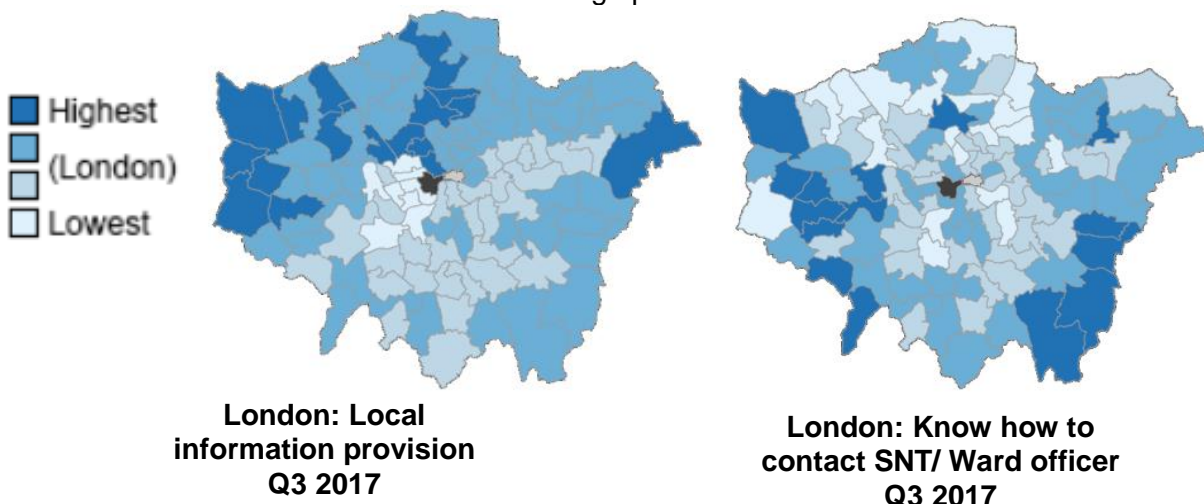 Highest
(London)
Lowest
London: Local
information provision
Q3 2017
London: Know how to
contact SNT/ Ward officer
Q3 2017